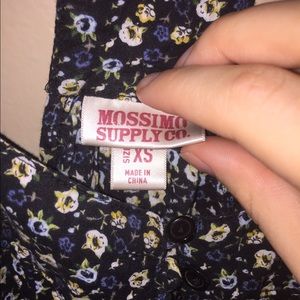 MOSSIMO
SUPPLY CO.
SIZE XS
MADE IN
CHINA